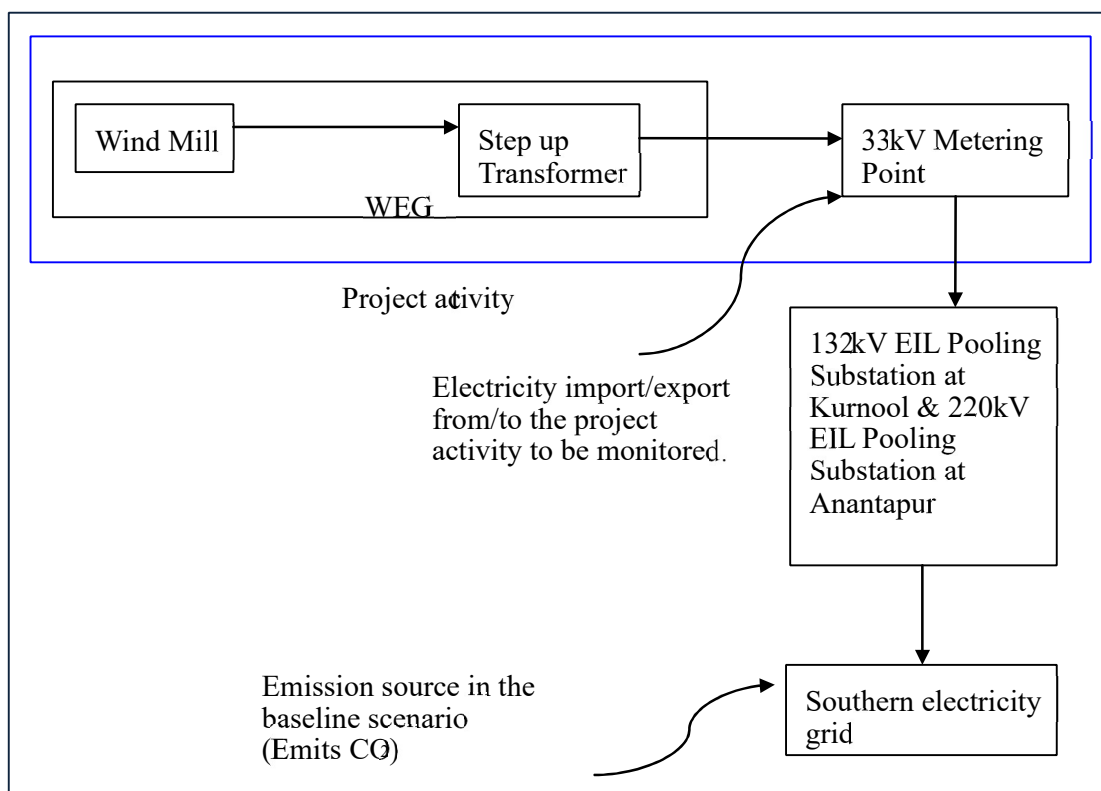 Wind Mill
Step up
Transformer
33kV Metering
Point
WEG
Project activity
132kV EIL Pooling
Substation at
Kurnool & 220kV
EIL Pooling
Substation at
Anantapur
Electricity import/export
from/to the project
activity to be monitored.
Emission source in the
baseline scenario
(Emits CO2)
Southern electricity
grid